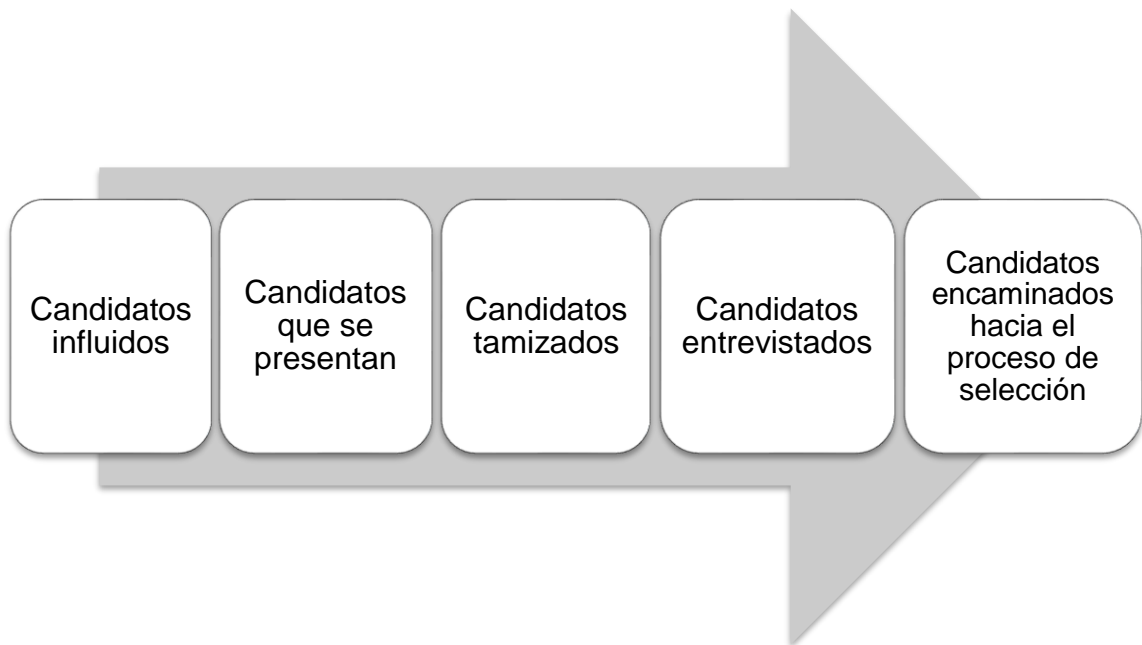 Candidatos
influidos
Candidatos
que se
presentan
Candidatos
tamizados
Candidatos
entrevistados
Candidatos
encaminados
hacia el
proceso de
selección